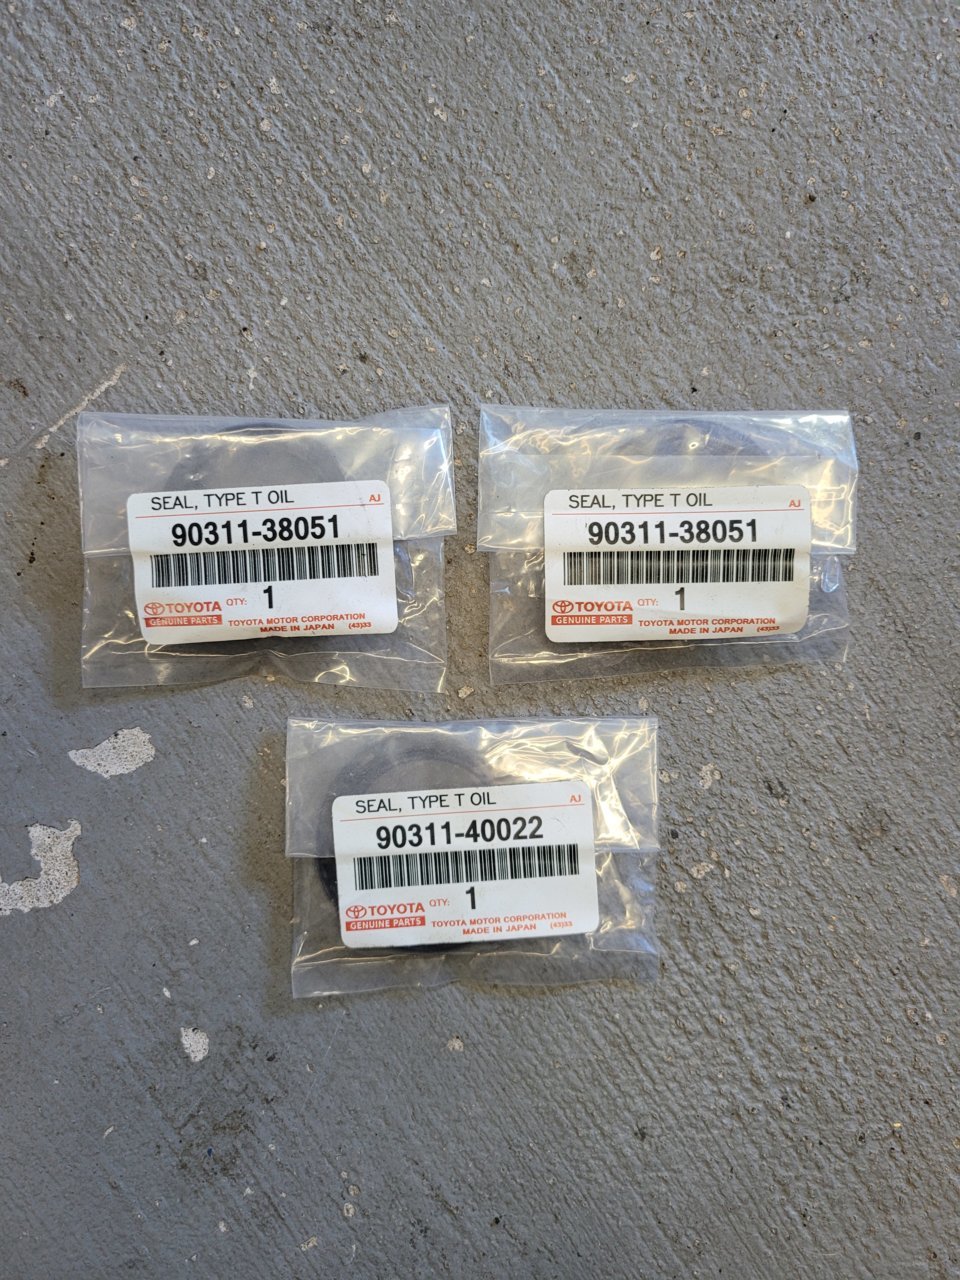 SEAL, TYPE T OIL AJ
90311-38051
TOYOTA QTY: 1
GENUINE PARTS TOYOTA MOTOR CORPORATION
MADE IN JAPAN (43)33
SEAL, TYPE T OIL AJ
90311-38051
TOYOTA QTY: 1
GENUINE PARTS TOYOTA MOTOR CORPORATION
MADE IN JAPAN (43)33
SEAL, TYPE T OIL AJ
90311-40022
TOYOTA QTY: 1
GENUINE PARTS TOYOTA MOTOR CORPORATION
MADE IN JAPAN (43)33